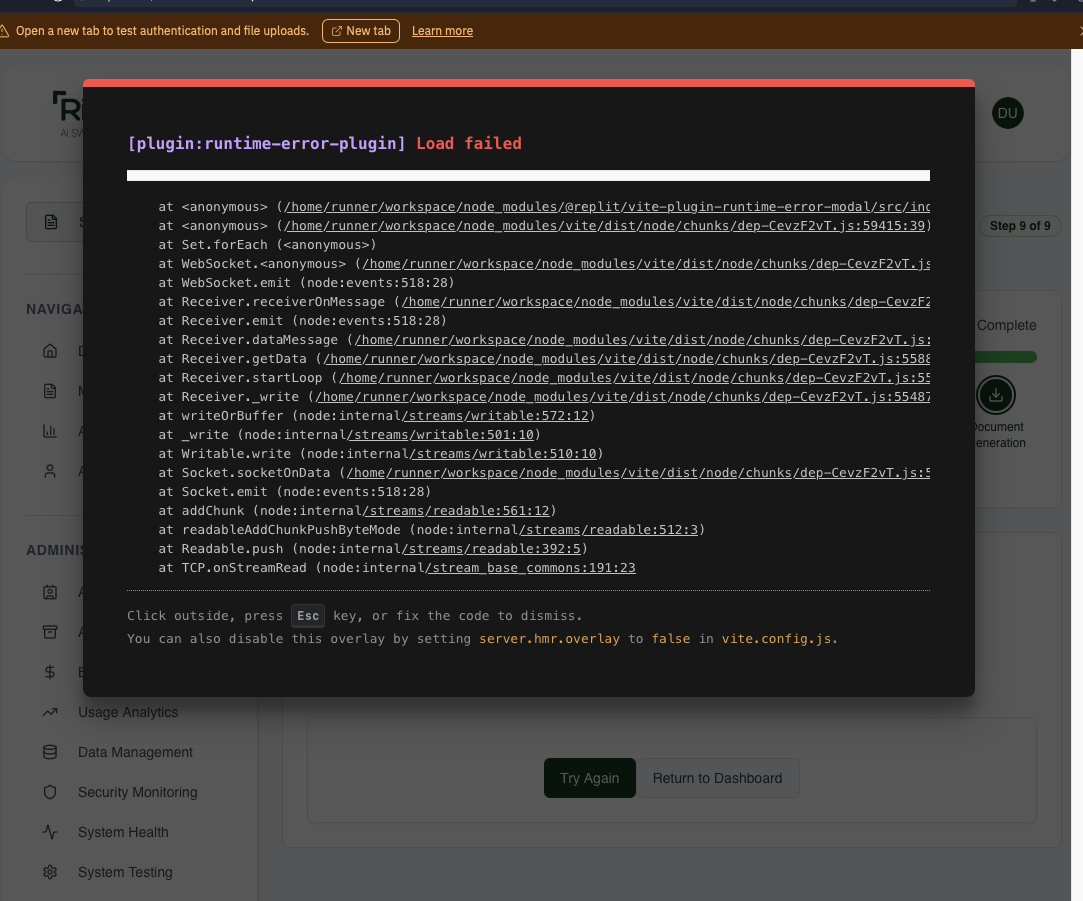 Open a new tab to test authentication and file uploads. New tab Learn more
Ai SW
DU
[plugin:runtime-error-plugin] Load failed
at <anonymous> (/home/runner/workspace/node_modules/@replit/vite-plugin-runtime-error-modal/src/ind
at <anonymous> (/home/runner/workspace/node_modules/vite/dist/node/chunks/dep-CevzF2vT.js:59415:39)
at Set.forEach (<anonymous>)
at WebSocket.<anonymous> (/home/runner/workspace/node_modules/vite/dist/node/chunks/dep-CevzF2vT.js
at WebSocket.emit (node:events:518:28)
at Receiver.receiverOnMessage (/home/runner/workspace/node_modules/vite/dist/node/chunks/dep-CevzF2
at Receiver.emit (node:events:518:28)
at Receiver.dataMessage (/home/runner/workspace/node_modules/vite/dist/node/chunks/dep-CevzF2vT.js:
at Receiver.getData (/home/runner/workspace/node_modules/vite/dist/node/chunks/dep-CevzF2vT.js:5588
at Receiver.startLoop (/home/runner/workspace/node_modules/vite/dist/node/chunks/dep-CevzF2vT.js:55
at Receiver._write (/home/runner/workspace/node_modules/vite/dist/node/chunks/dep-CevzF2vT.js:55487
at writeOrBuffer (node:internal/streams/writable:572:12)
at _write (node:internal/streams/writable:501:10)
at Writable.write (node:internal/streams/writable:510:10)
at Socket.socketOnData (/home/runner/workspace/node_modules/vite/dist/node/chunks/dep-CevzF2vT.js:5
at Socket.emit (node:events:518:28)
at addChunk (node:internal/streams/readable:561:12)
at readableAddChunkPushByteMode (node:internal/streams/readable:512:3)
at Readable.push (node:internal/streams/readable:392:5)
at TCP.onStreamRead (node:internal/stream_base_commons:191:23
Click outside, press Esc key, or fix the code to dismiss.
You can also disable this overlay by setting server.hmr.overlay to false in vite.config.js.
Step 9 of 9
Complete
ocument
eneration
NAVIGA
ADMINIS
Usage Analytics
Data Management
Security Monitoring
System Health
System Testing
Try Again Return to Dashboard